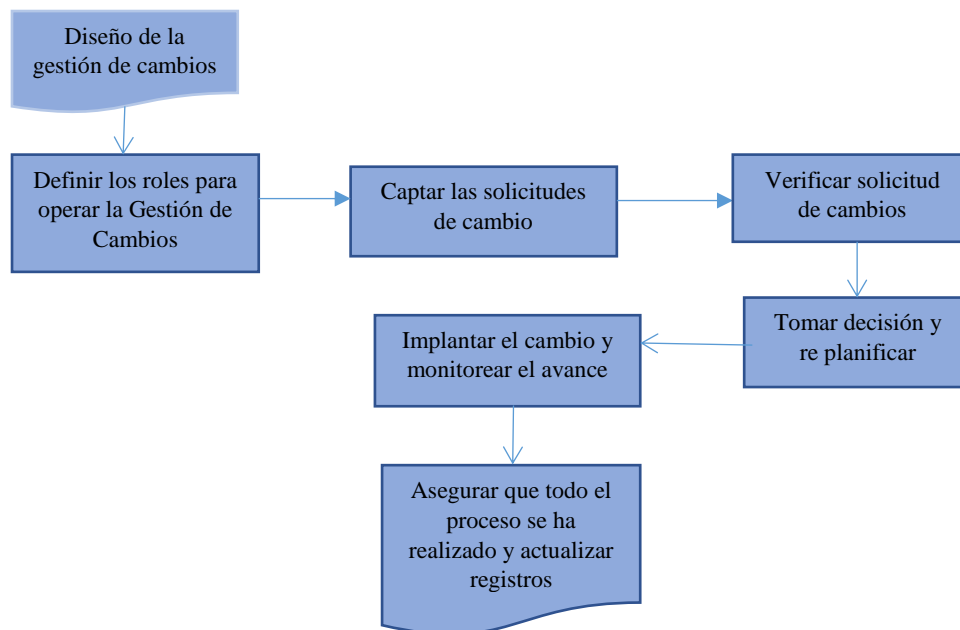 Diseño de la
gestión de cambios
Definir los roles para
operar la Gestión de
Cambios
Captar las solicitudes
de cambio
Verificar solicitud
de cambios
Tomar decisión y
re planificar
Implantar el cambio y
monitorear el avance
Asegurar que todo el
proceso se ha
realizado y actualizar
registros